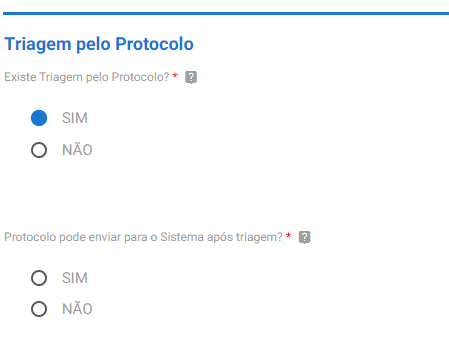 Triagem pelo Protocolo
Existe Triagem pelo Protocolo? * ?
SIM
NÃO
Protocolo pode enviar para o Sistema após triagem? * ?
SIM
NÃO